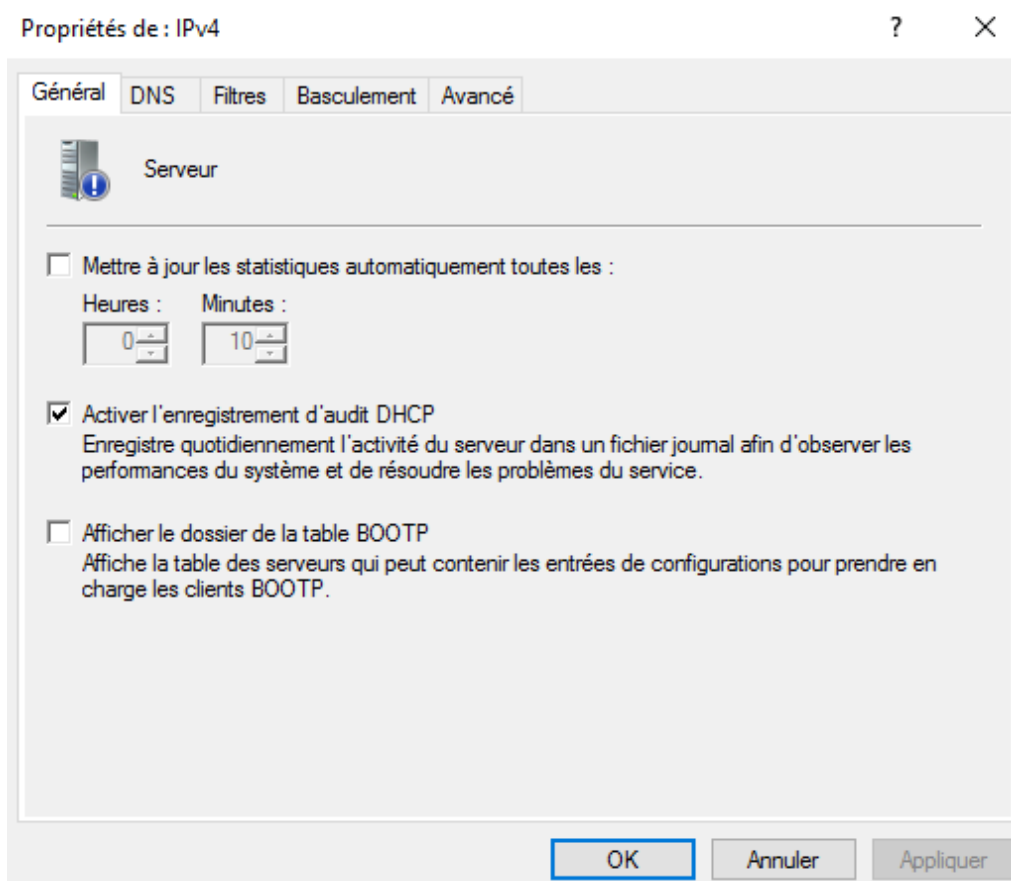 Propriétés de : IPv4
?
Général DNS Filtres Basculement Avancé
Serveur
Mettre à jour les statistiques automatiquement toutes les :
Heures : Minutes :
0 10
Activer l'enregistrement d'audit DHCP
Enregistre quotidiennement l'activité du serveur dans un fichier journal afin d'observer les
performances du système et de résoudre les problèmes du service.
Afficher le dossier de la table BOOTP
Affiche la table des serveurs qui peut contenir les entrées de configurations pour prendre en
charge les clients BOOTP.
OK Annuler Appliquer